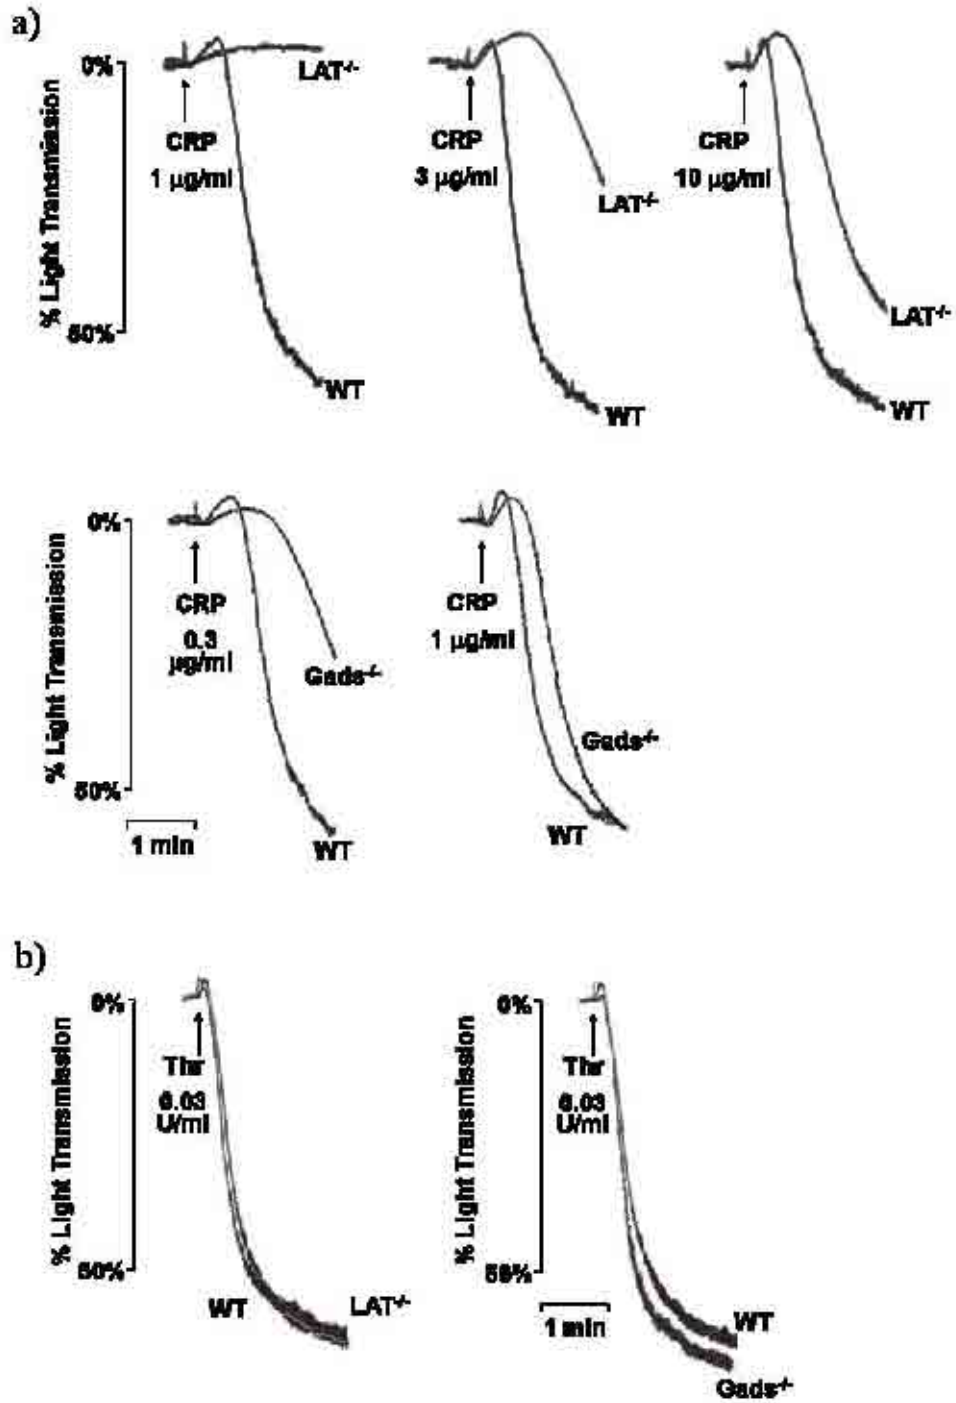 a)
% Light Transmission
0%
50%
CRP
1 µg/ml
LAT-/-
WT
CRP
3 µg/ml
LAT-/-
WT
CRP
10 µg/ml
LAT-/-
WT
% Light Transmission
0%
50%
1 min
CRP
0.3
µg/ml
Gads-/-
WT
CRP
1 µg/ml
Gads-/-
WT
b)
% Light Transmission
0%
50%
Thr
0.03
U/ml
WT
LAT-/-
% Light Transmission
0%
50%
Thr
0.03
U/ml
1 min
WT
Gads-/-